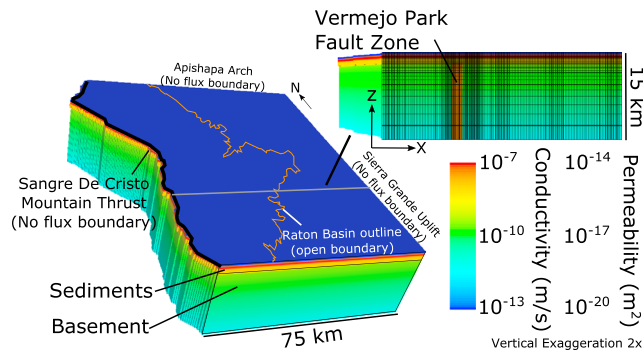 Vermejo Park
Fault Zone
Apishapa Arch
(No flux boundary)
N
15 km
Z
X
Sangre De Cristo
Mountain Thrust
(No flux boundary)
Sierra Grande Uplift
(No flux boundary)
Raton Basin outline
(open boundary)
Sediments
Basement
75 km
10-7
10-10
10-13
Conductivity (m/s)
10-14
10-17
10-20
Permeability (m2)
Vertical Exaggeration 2x